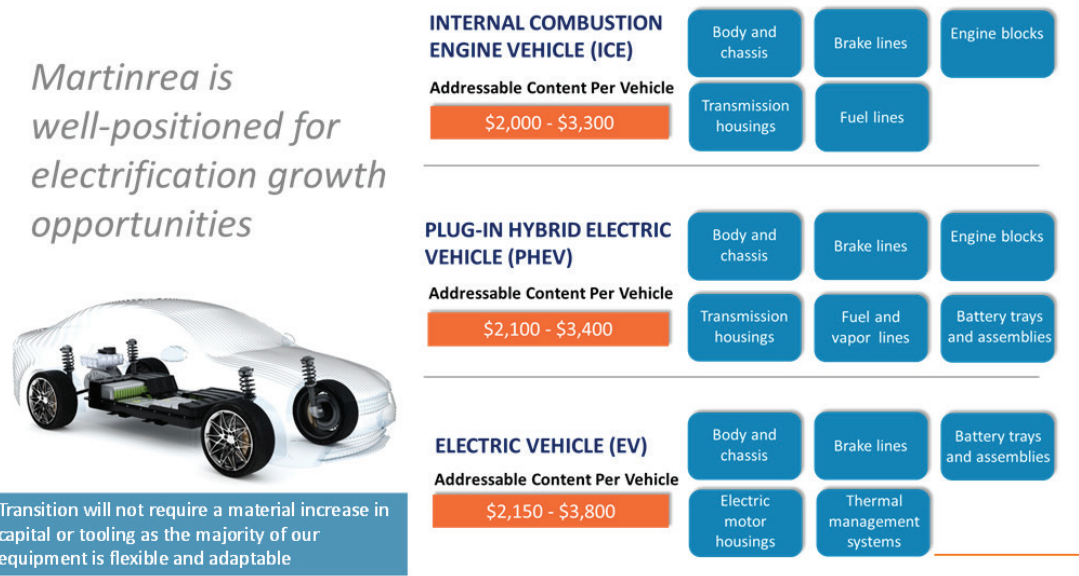 Martinrea is
well-positioned for
electrification growth
opportunities
Transition will not require a material increase in
capital or tooling as the majority of our
equipment is flexible and adaptable
INTERNAL COMBUSTION
ENGINE VEHICLE (ICE)
Addressable Content Per Vehicle
$2,000 - $3,300
Body and
chassis
Brake lines
Engine blocks
Transmission
housings
Fuel lines
PLUG-IN HYBRID ELECTRIC
VEHICLE (PHEV)
Addressable Content Per Vehicle
$2,100 - $3,400
Body and
chassis
Brake lines
Engine blocks
Transmission
housings
Fuel and
vapor lines
Battery trays
and assemblies
ELECTRIC VEHICLE (EV)
Addressable Content Per Vehicle
$2,150 - $3,800
Body and
chassis
Brake lines
Battery trays
and assemblies
Electric
motor
housings
Thermal
management
systems